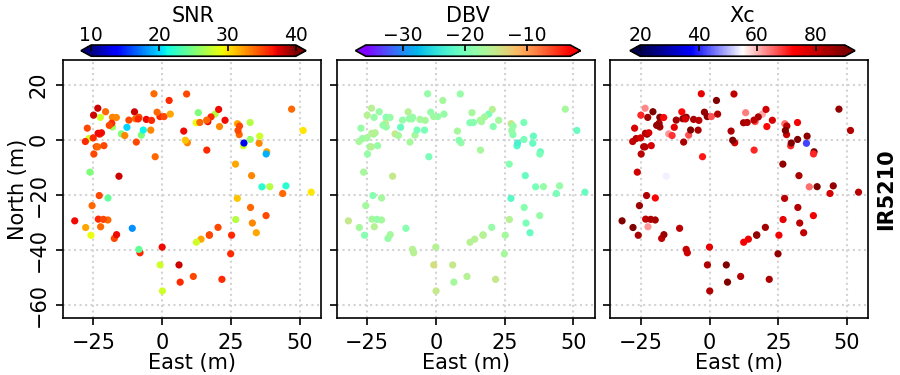 SNR DBV Xc
10 20 30 40 −30 −20 −10 20 40 60 80
20
0
−20
−40
−60
North (m)
−25 0 25 50 −25 0 25 50 −25 0 25 50
East (m) East (m) East (m)
IR5210